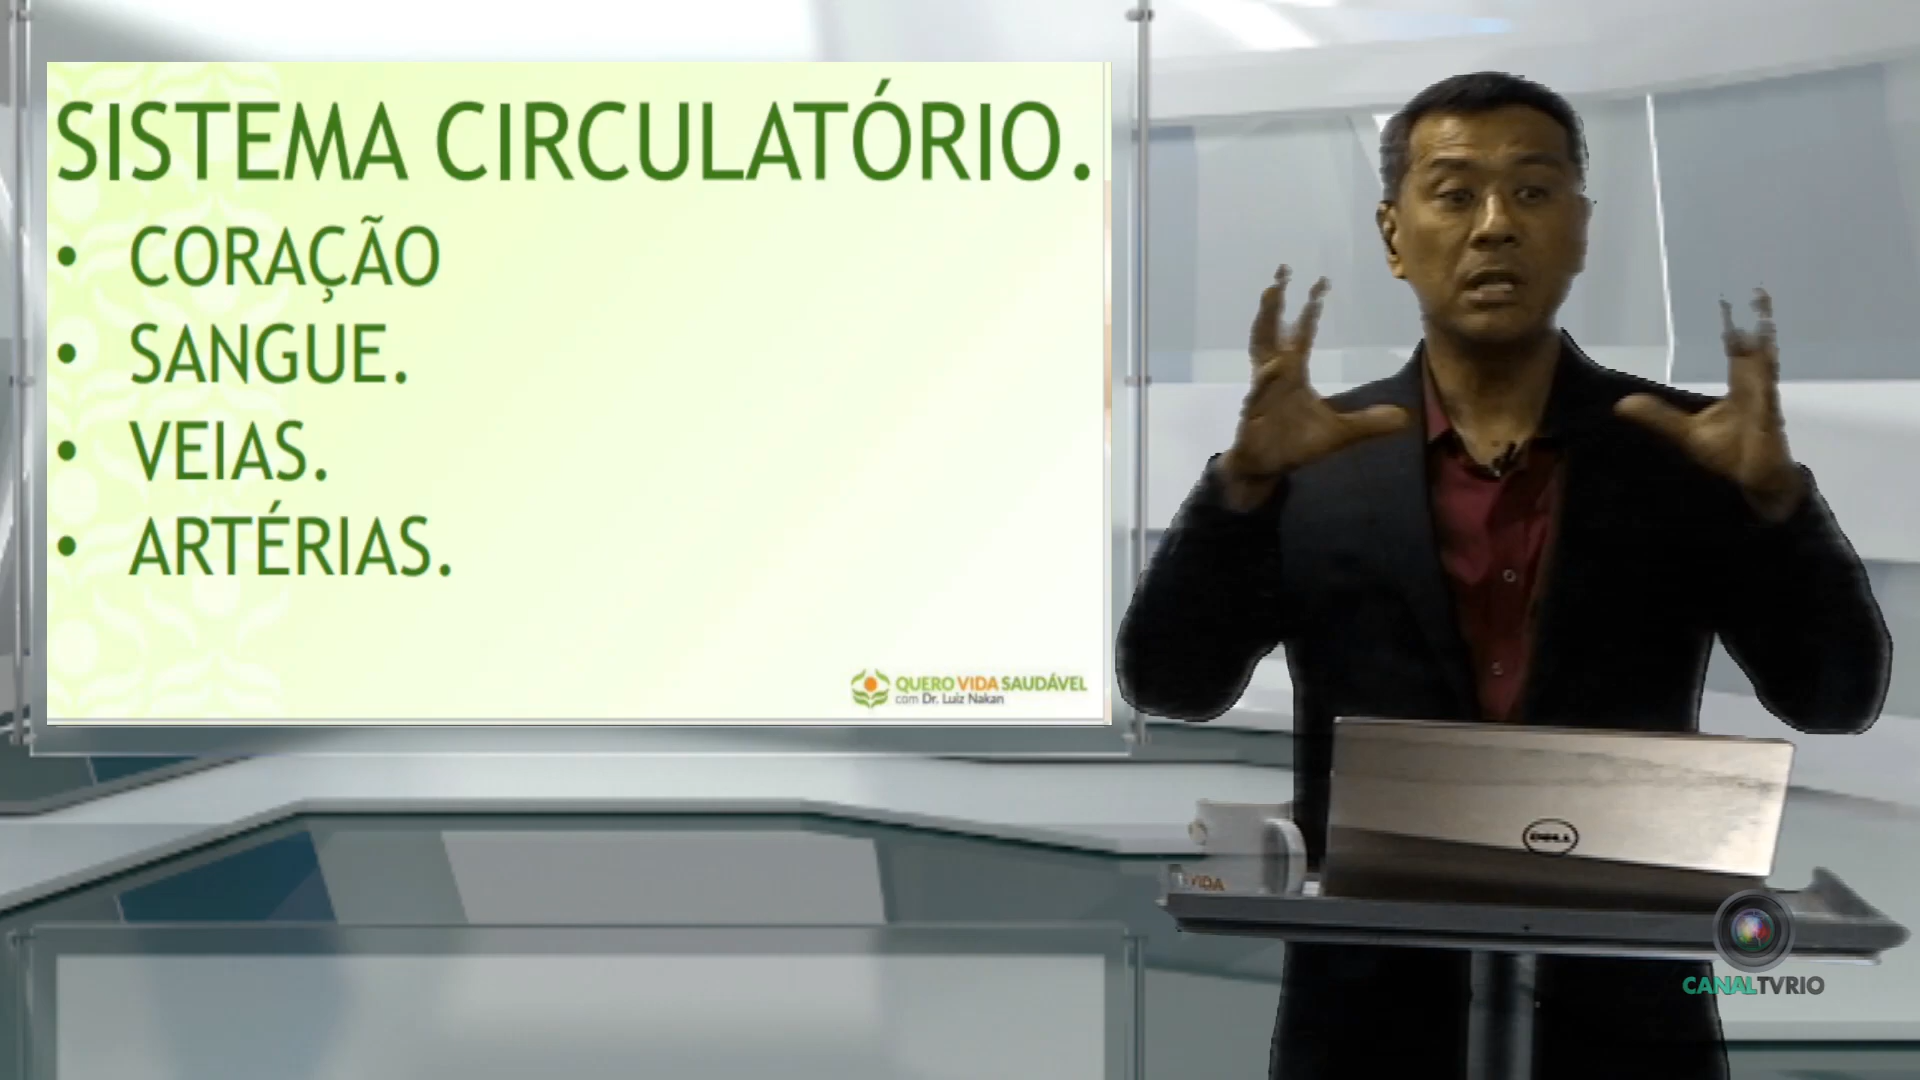 SISTEMA CIRCULATÓRIO.
• CORAÇÃO
• SANGUE.
• VEIAS.
• ARTÉRIAS.
QUERO VIDA SAUDÁVEL
com Dr. Luiz Nakan
DELL
VIDA
CANALTVRIO